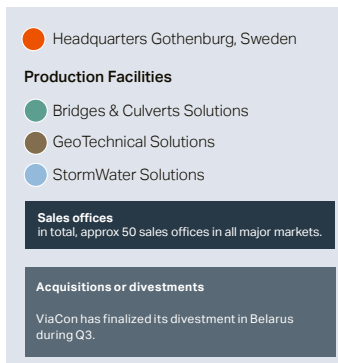 Headquarters Gothenburg, Sweden
Production Facilities
Bridges & Culverts Solutions
GeoTechnical Solutions
StormWater Solutions
Sales offices
in total, approx 50 sales offices in all major markets.
Acquisitions or divestments
ViaCon has finalized its divestment in Belarus
during Q3.